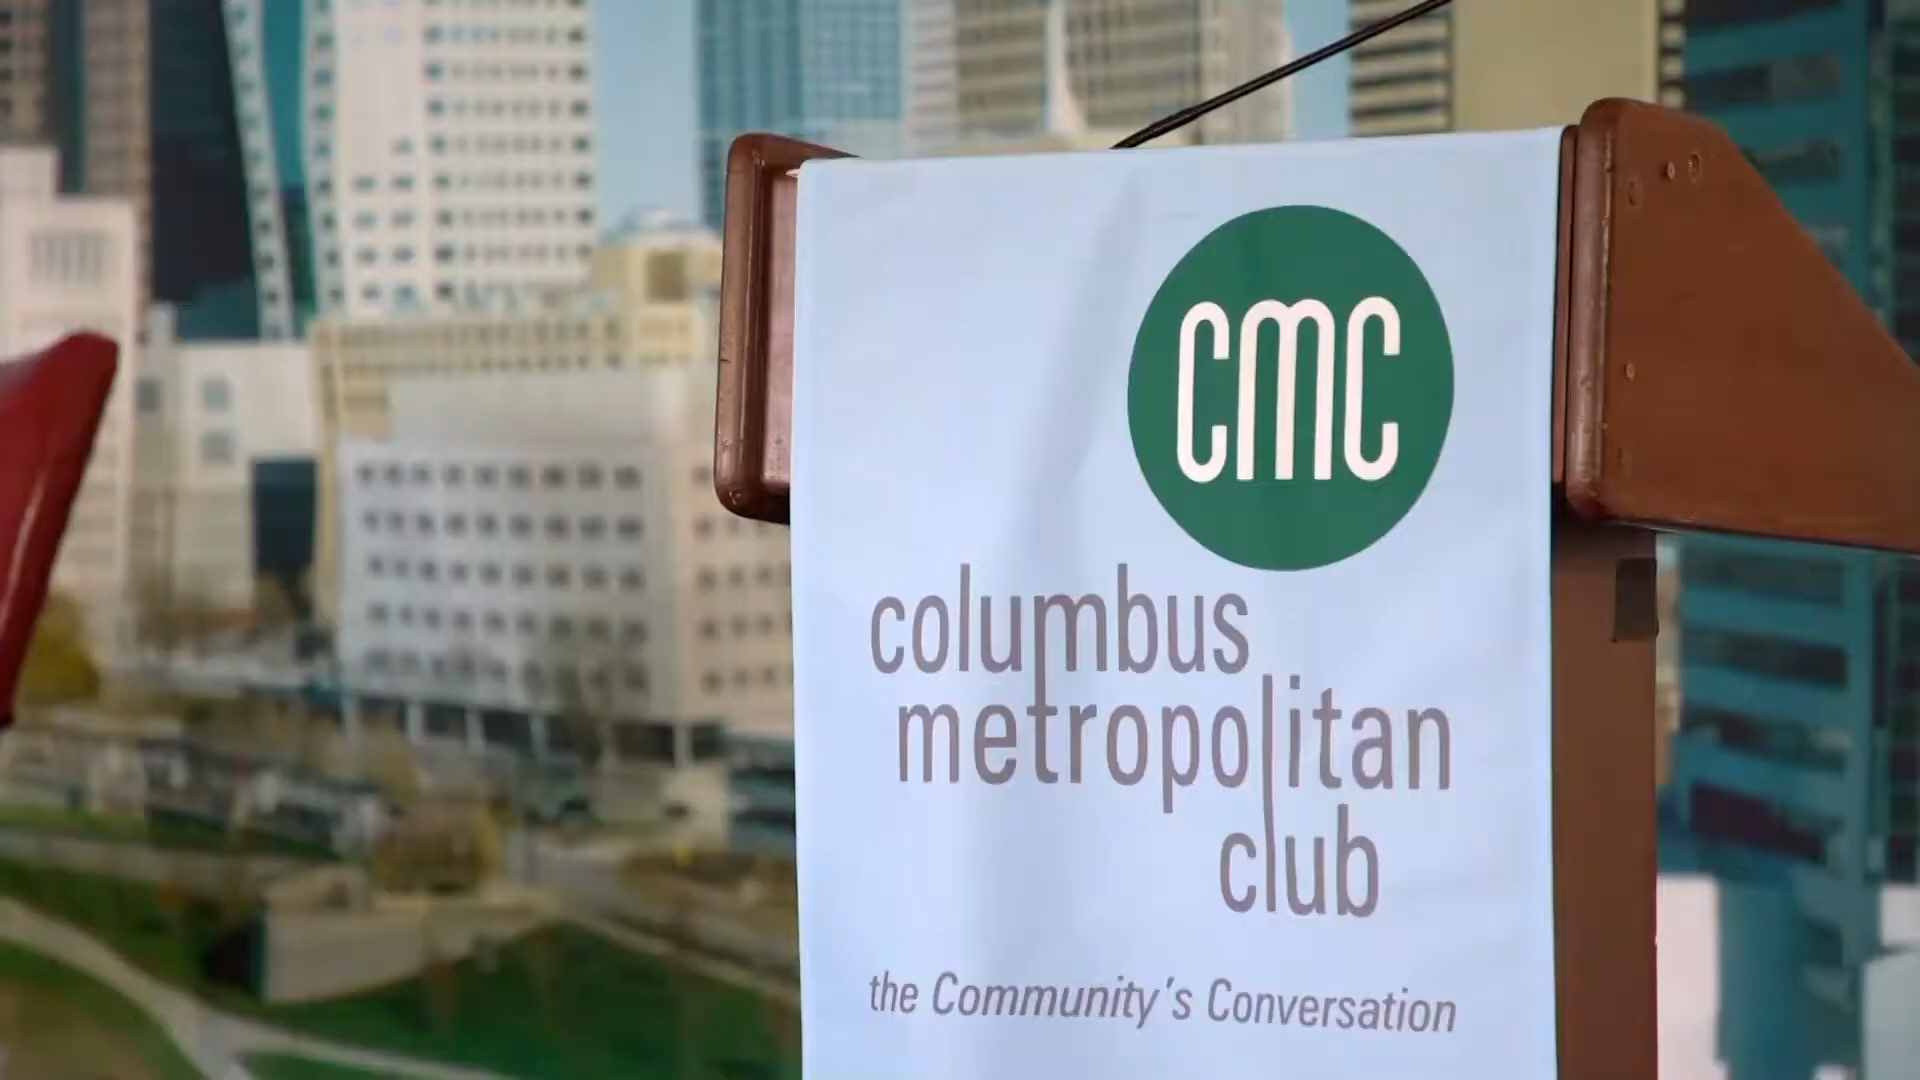 cmc
columbus
metropolitan
club
the Community's Conversation